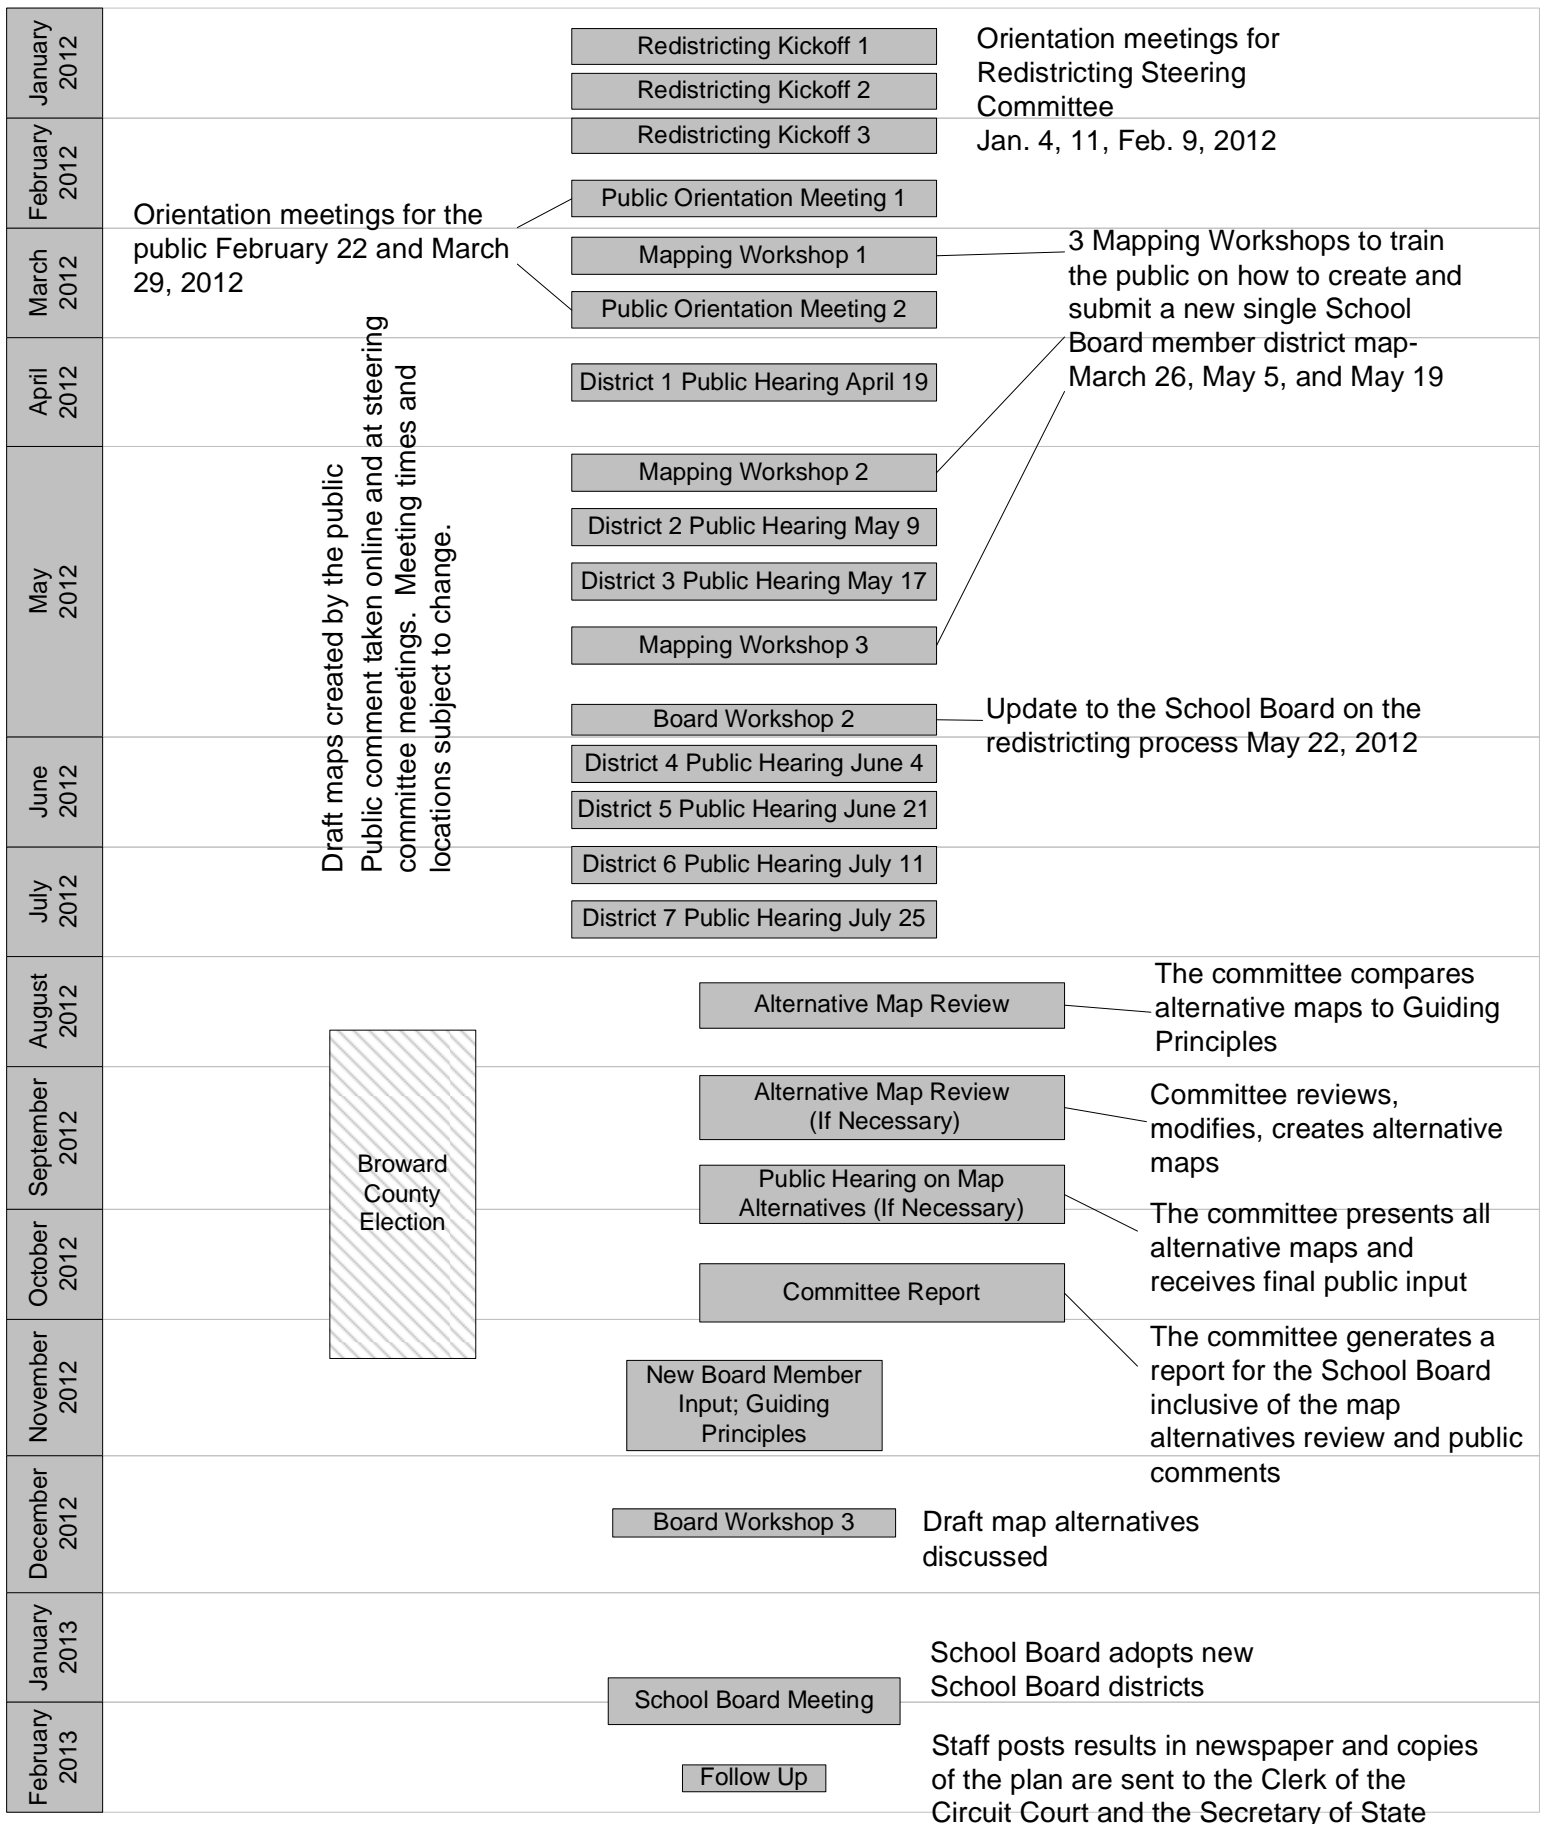 January
2012
Redistricting Kickoff 1
Redistricting Kickoff 2
Orientation meetings for
Redistricting Steering
Committee
Jan. 4, 11, Feb. 9, 2012
February
2012
Redistricting Kickoff 3
Public Orientation Meeting 1
Orientation meetings for the
public February 22 and March
29, 2012
March
2012
Mapping Workshop 1
Public Orientation Meeting 2
3 Mapping Workshops to train
the public on how to create and
submit a new single School
Board member district map-
March 26, May 5, and May 19
Draft maps created by the public
Public comment taken online and at steering
committee meetings. Meeting times and
locations subject to change.
April
2012
District 1 Public Hearing April 19
May
2012
Mapping Workshop 2
District 2 Public Hearing May 9
District 3 Public Hearing May 17
Mapping Workshop 3
Board Workshop 2
Update to the School Board on the
redistricting process May 22, 2012
June
2012
District 4 Public Hearing June 4
District 5 Public Hearing June 21
July
2012
District 6 Public Hearing July 11
District 7 Public Hearing July 25
August
2012
Alternative Map Review
The committee compares
alternative maps to Guiding
Principles
Broward
County
Election
September
2012
Alternative Map Review
(If Necessary)
Committee reviews,
modifies, creates alternative
maps
Public Hearing on Map
Alternatives (If Necessary)
The committee presents all
alternative maps and
receives final public input
October
2012
Committee Report
The committee generates a
report for the School Board
inclusive of the map
alternatives review and public
comments
November
2012
New Board Member
Input; Guiding
Principles
December
2012
Board Workshop 3
Draft map alternatives
discussed
January
2013
School Board Meeting
School Board adopts new
School Board districts
February
2013
Follow Up
Staff posts results in newspaper and copies
of the plan are sent to the Clerk of the
Circuit Court and the Secretary of State